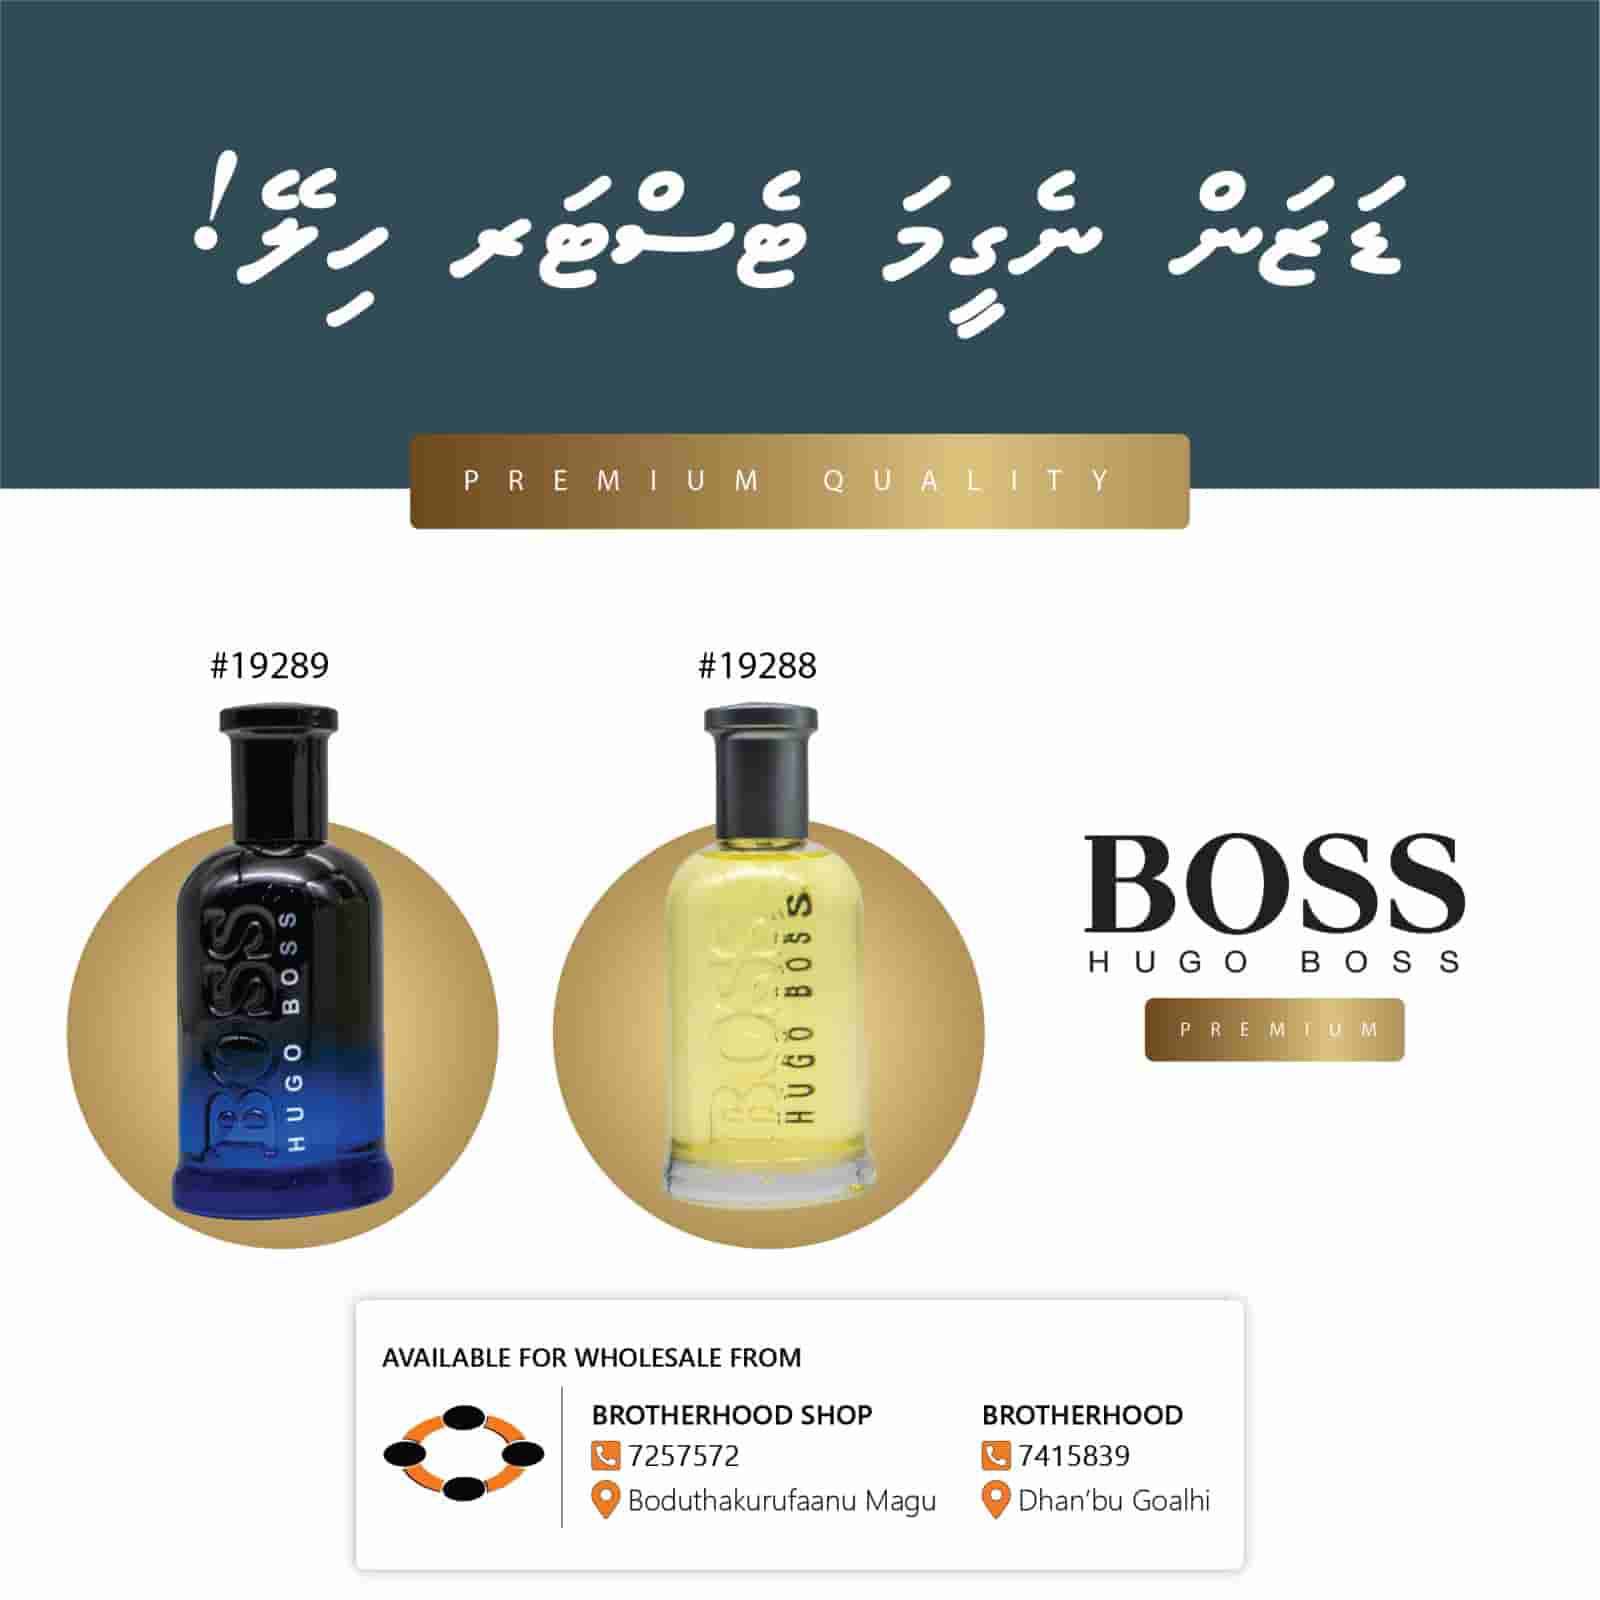 ޑަޒަން ނެގީމަ ޓެސްޓަރ ހިލޭ!
PREMIUM QUALITY
#19289
#19288
BOSS
HUGO BOSS
BOSS
HUGO BOSS
BOSS
HUGO BOSS
PREMIUM
AVAILABLE FOR WHOLESALE FROM
BROTHERHOOD SHOP
7257572
Boduthakurufaanu Magu
BROTHERHOOD
7415839
Dhan'bu Goalhi